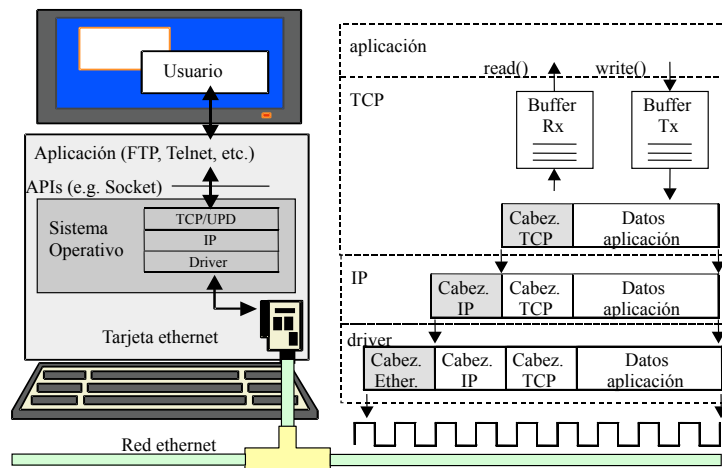 Usuario
Aplicación (FTP, Telnet, etc.)
APIs (e.g. Socket)
Sistema
Operativo
TCP/UPD
IP
Driver
Tarjeta ethernet
Red ethernet
aplicación
read()
write()
TCP
Buffer
Rx
Buffer
Tx
Cabez.
TCP
Datos
aplicación
IP
Cabez.
IP
Cabez.
TCP
Datos
aplicación
driver
Cabez.
Ether.
Cabez.
IP
Cabez.
TCP
Datos
aplicación